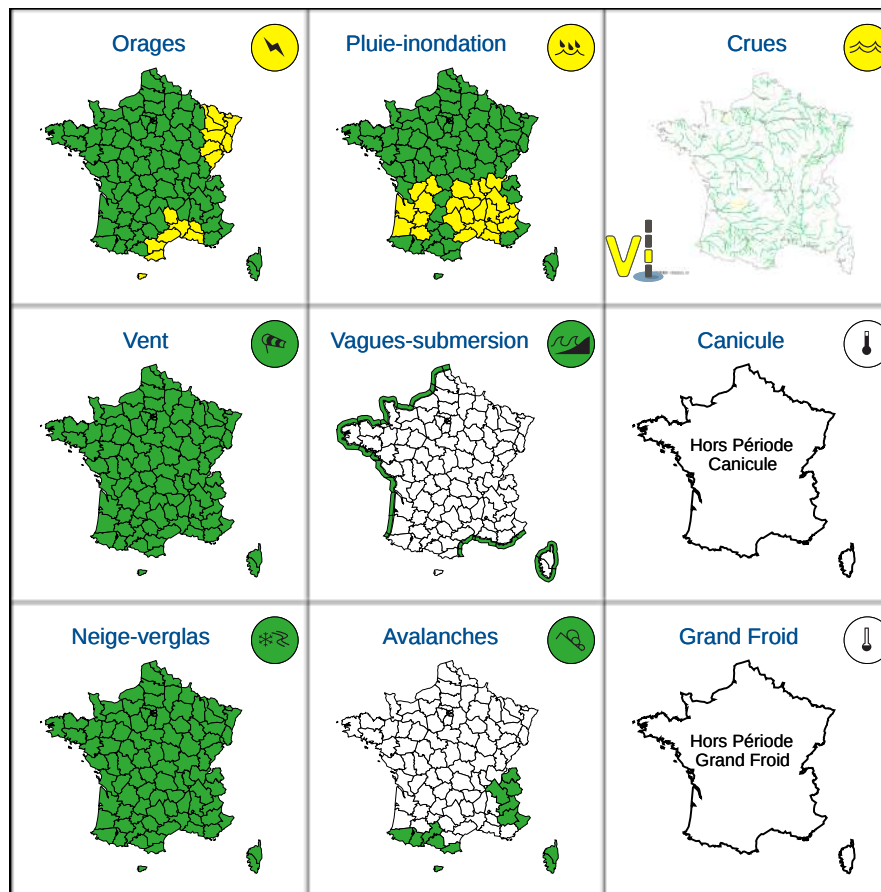 Orages
Pluie-inondation
Crues
Vent
Vagues-submersion
Canicule
Hors Période
Canicule
Neige-verglas
Avalanches
Grand Froid
Hors Période
Grand Froid